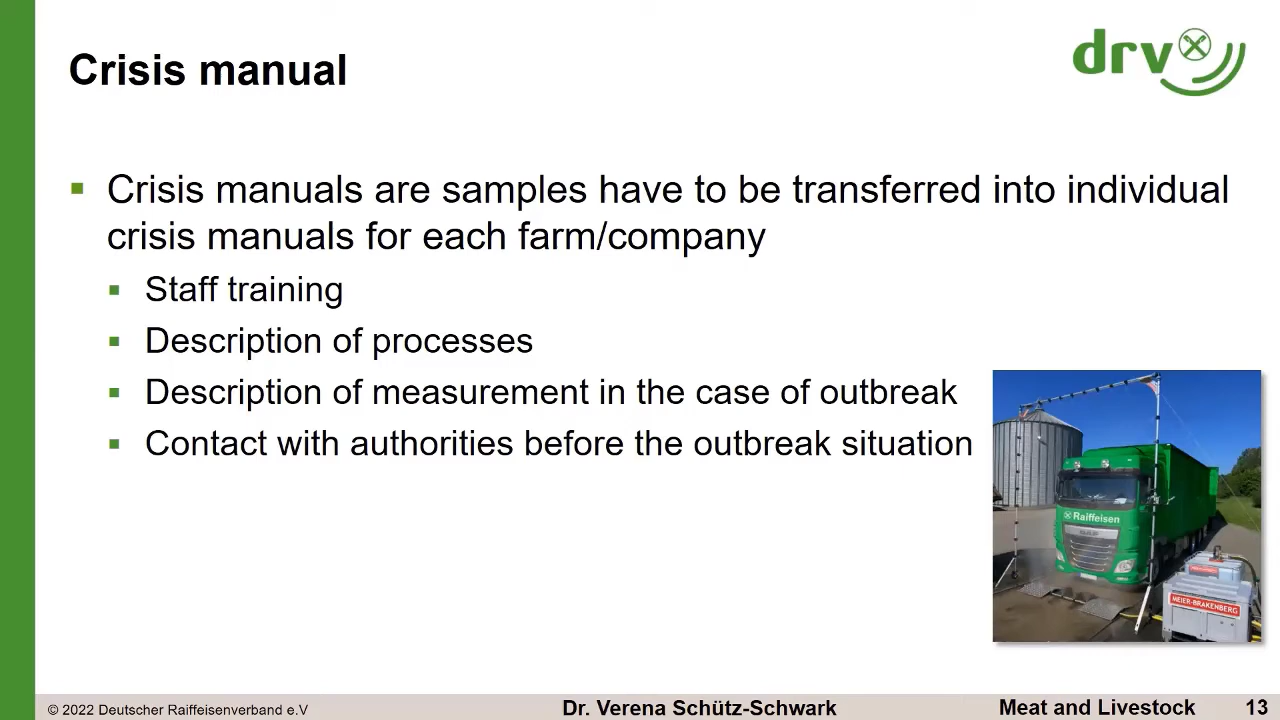 Crisis manual
drv
Crisis manuals are samples have to be transferred into individual
crisis manuals for each farm/company
Staff training
Description of processes
Description of measurement in the case of outbreak
Contact with authorities before the outbreak situation
Raiffeisen
MEIER-BRAKENBERG
© 2022 Deutscher Raiffeisenverband e.V
Dr. Verena Schütz-Schwark
Meat and Livestock
13